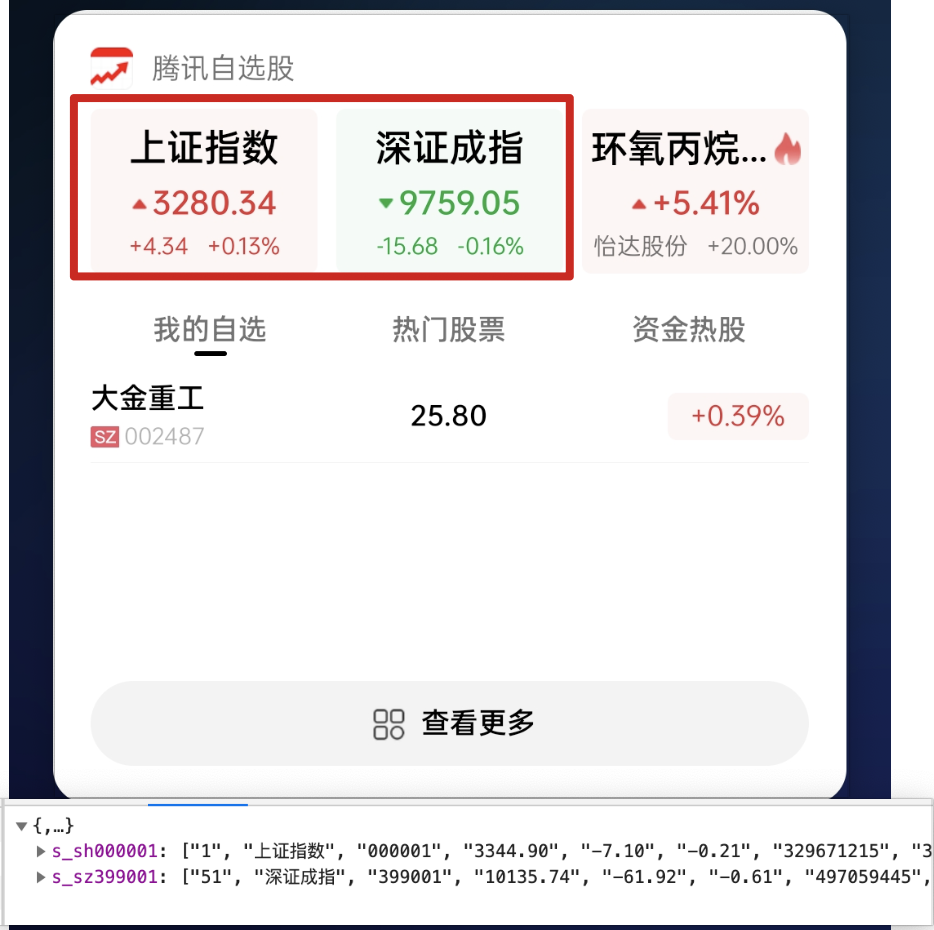 腾讯自选股
上证指数
3280.34
+4.34 +0.13%
深证成指
9759.05
-15.68 -0.16%
环氧丙烷...
+5.41%
怡达股份 +20.00%
我的自选 热门股票 资金热股
大金重工
SZ 002487
25.80
+0.39%
查看更多
{,…}
s_sh000001: ["1", "上证指数", "000001", "3344.90", "-7.10", "-0.21", "329671215", "3
s_sz399001: ["51", "深证成指", "399001", "10135.74", "-61.92", "-0.61", "497059445",